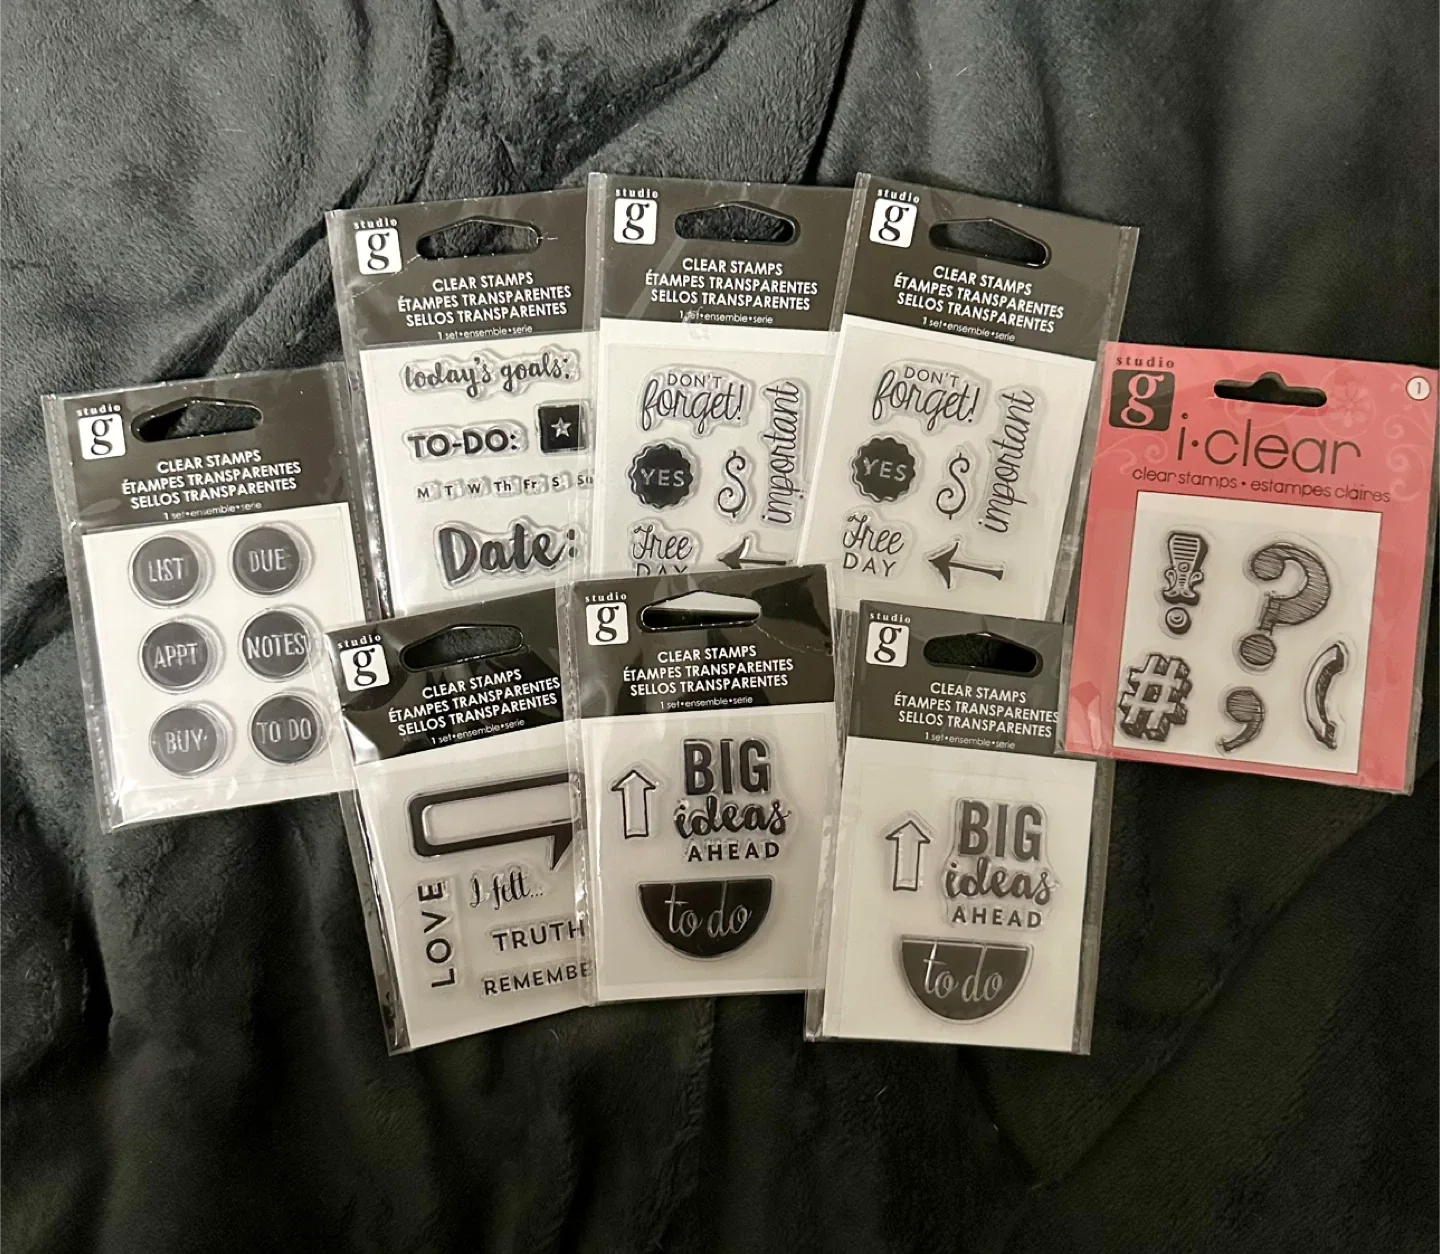 studio
g
CLEAR STAMPS
ÉTAMPES TRANSPARENTES
SELLOS TRANSPARENTES
1 set•ensemble•serie
LIST
DUE
APPT
NOTES
BUY
TO DO
studio
g
CLEAR STAMPS
ÉTAMPES TRANSPARENTES
SELLOS TRANSPARENTES
1 set•ensemble•serie
today's goals:
TO-DO:
M T W Th Fr S Su
Date:
studio
g
CLEAR STAMPS
ÉTAMPES TRANSPARENTES
SELLOS TRANSPARENTES
1 set•ensemble•serie
DON'T
forget!
important
YES
$
Free
DAY
studio
g
CLEAR STAMPS
ÉTAMPES TRANSPARENTES
SELLOS TRANSPARENTES
1 set•ensemble•serie
DON'T
forget!
important
YES
$
Free
DAY
studio
g
1
i•clear
clear stamps • estampes claires
! ?
# , (
studio
g
CLEAR STAMPS
ÉTAMPES TRANSPARENTES
SELLOS TRANSPARENTES
1 set•ensemble•serie
LOVE
I felt...
TRUTH
REMEMBE
studio
g
CLEAR STAMPS
ÉTAMPES TRANSPARENTES
SELLOS TRANSPARENTES
1 set•ensemble•serie
BIG
ideas
AHEAD
to do
studio
g
CLEAR STAMPS
ÉTAMPES TRANSPARENTES
SELLOS TRANSPARENTES
1 set•ensemble•serie
BIG
ideas
AHEAD
to do